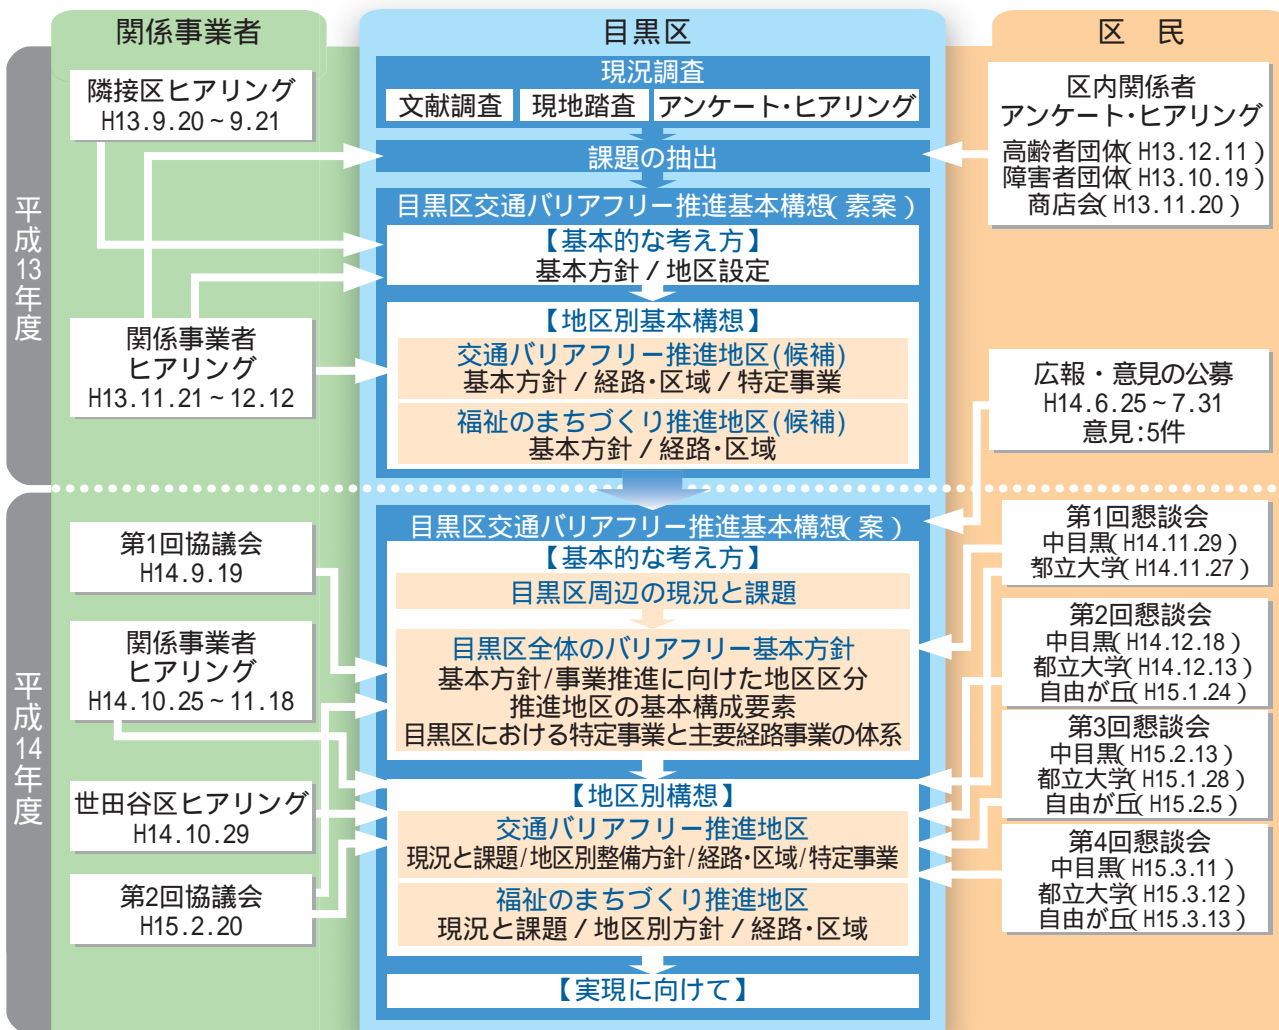 関係事業者
目黒区
区 民
平成13年度
隣接区ヒアリング
H13.9.20～9.21
関係事業者
ヒアリング
H13.11.21～12.12
現況調査
文献調査
現地踏査
アンケート・ヒアリング
課題の抽出
目黒区交通バリアフリー推進基本構想(素案)
【基本的な考え方】
基本方針/地区設定
【地区別基本構想】
交通バリアフリー推進地区(候補)
基本方針/経路・区域/特定事業
福祉のまちづくり推進地区(候補)
基本方針/経路・区域
区内関係者
アンケート・ヒアリング
高齢者団体(H13.12.11)
障害者団体(H13.10.19)
商店会(H13.11.20)
広報・意見の公募
H14.6.25～7.31
意見:5件
平成14年度
第1回協議会
H14.9.19
関係事業者
ヒアリング
H14.10.25～11.18
世田谷区ヒアリング
H14.10.29
第2回協議会
H15.2.20
目黒区交通バリアフリー推進基本構想(案)
【基本的な考え方】
目黒区周辺の現況と課題
目黒区全体のバリアフリー基本方針
基本方針/事業推進に向けた地区区分
推進地区の基本構成要素
目黒区における特定事業と主要経路事業の体系
【地区別構想】
交通バリアフリー推進地区
現況と課題/地区別整備方針/経路・区域/特定事業
福祉のまちづくり推進地区
現況と課題/地区別方針/経路・区域
【実現に向けて】
第1回懇談会
中目黒(H14.11.29)
都立大学(H14.11.27)
第2回懇談会
中目黒(H14.12.18)
都立大学(H14.12.13)
自由が丘(H15.1.24)
第3回懇談会
中目黒(H15.2.13)
都立大学(H15.1.28)
自由が丘(H15.2.5)
第4回懇談会
中目黒(H15.3.11)
都立大学(H15.3.12)
自由が丘(H15.3.13)